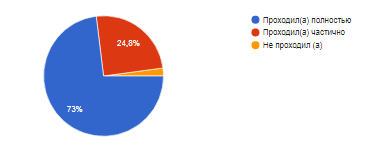 Проходил(а) полностью
24,8%
Проходил(а) частично
Не проходил (а)
73%